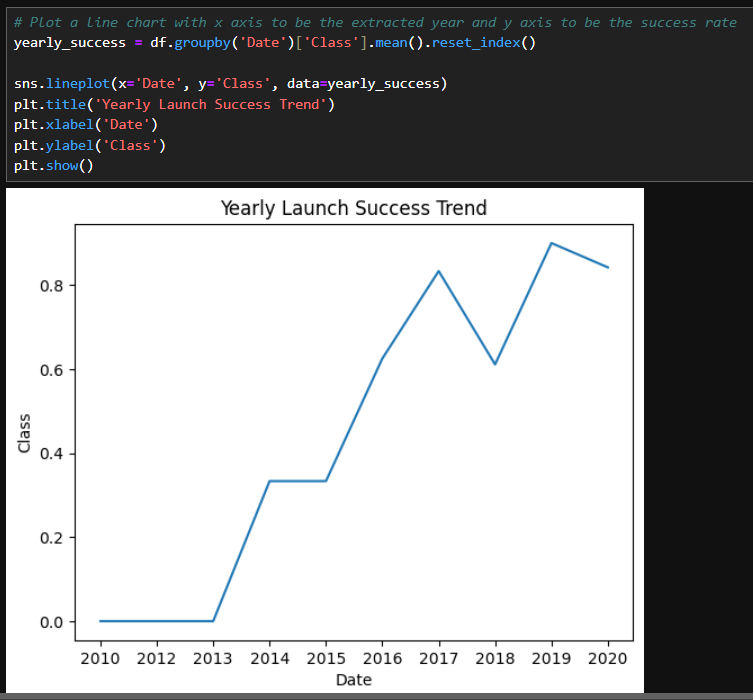 # Plot a line chart with x axis to be the extracted year and y axis to be the success rate
yearly_success = df.groupby('Date')['Class'].mean().reset_index()
sns.lineplot(x='Date', y='Class', data=yearly_success)
plt.title('Yearly Launch Success Trend')
plt.xlabel('Date')
plt.ylabel('Class')
plt.show()
Yearly Launch Success Trend
0.8
0.6
0.4
0.2
0.0
Class
2010 2012 2013 2014 2015 2016 2017 2018 2019 2020
Date